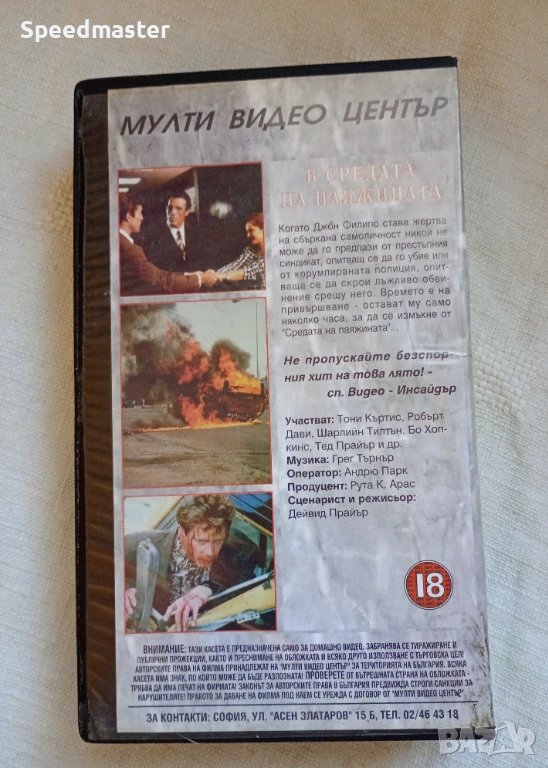 Speedmaster
МУЛТИ ВИДЕО ЦЕНТЪР
В СРЕДАТА
НА ПАЯЖИНАТА
Когато Джон Филипс става жертва
на сбъркана самоличност никой не
може да го предпази от престъпния
синдикат, опитващ се да го убие или
от корумпираната полиция, опит-
ваща се да скрои лъжливо обви-
нение срещу него. Времето е на
привършване - остават му само
няколко часа, за да се измъкне от
"Средата на паяжината"...
Не пропускайте безспор-
ния хит на това лято! -
сп. Видео - Инсайдър
Участват: Тони Къртис, Робърт
Дави, Шарлийн Тилтън, Бо Хоп-
кинс, Тед Прайър и др.
Музика: Грег Търнър
Оператор: Андрю Парк
Продуцент: Рута К. Арас
Сценарист и режисьор:
Дейвид Прайър
18
ВНИМАНИЕ: ТАЗИ КАСЕТА Е ПРЕДНАЗНАЧЕНА САМО ЗА ДОМАШНО ВИДЕО, ЗАБРАНЯВА СЕ ТИРАЖИРАНЕ И
ПУБЛИЧНИ ПРОЖЕКЦИИ, КАКТО И ПРЕСНИМАНЕ НА ОБЛОЖКАТА И ВСЯКО ДРУГО ИЗПОЛЗВАНЕ С ТЪРГОВСКА ЦЕЛ!
АВТОРСКИТЕ ПРАВА НА ФИЛМА ПРИНАДЛЕЖАТ НА "МУЛТИ ВИДЕО ЦЕНТЪР" ЗА ТЕРИТОРИЯТА НА БЪЛГАРИЯ. ВСЯКА
КАСЕТА ИМА ЗНАК, ПО КОЙТО МОЖЕ ДА БЪДЕ РАЗПОЗНАТА! ПРОВЕРЕТЕ ОТ ВЪТРЕШНАТА СТРАНА НА ОБЛОЖКАТА -
ТРЯБВА ДА ИМА ПЕЧАТ НА ФИРМАТА! ЗАКОНЪТ ЗА АВТОРСКИТЕ ПРАВА В БЪЛГАРИЯ ПРЕДВИЖДА СТРОГИ САНКЦИИ ЗА
НАРУШИТЕЛИТЕ! ПРАВОТО ЗА ДАВАНЕ НА ФИЛМА ПОД НАЕМ СЕ УРЕЖДА С ДОГОВОР ОТ "МУЛТИ ВИДЕО ЦЕНТЪР".
ЗА КОНТАКТИ: СОФИЯ, УЛ. "АСЕН ЗЛАТАРОВ" 15 Б, ТЕЛ. 02/46 43 18
BAZAR